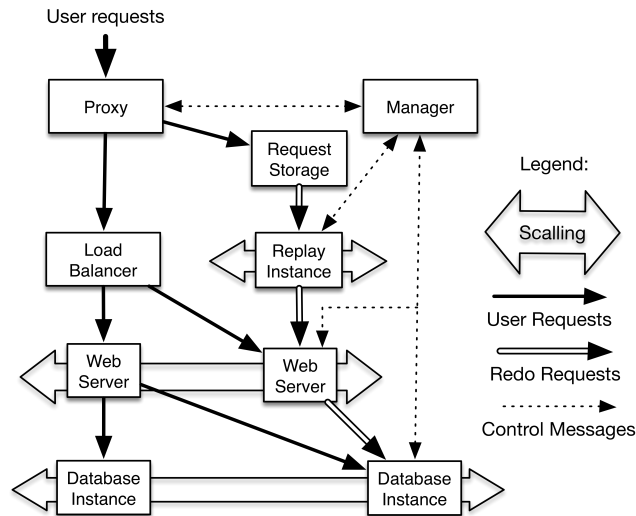 User requests
Proxy
Manager
Request
Storage
Legend:
Scalling
Load
Balancer
Replay
Instance
User Requests
Web
Server
Web
Server
Redo Requests
Control Messages
Database
Instance
Database
Instance